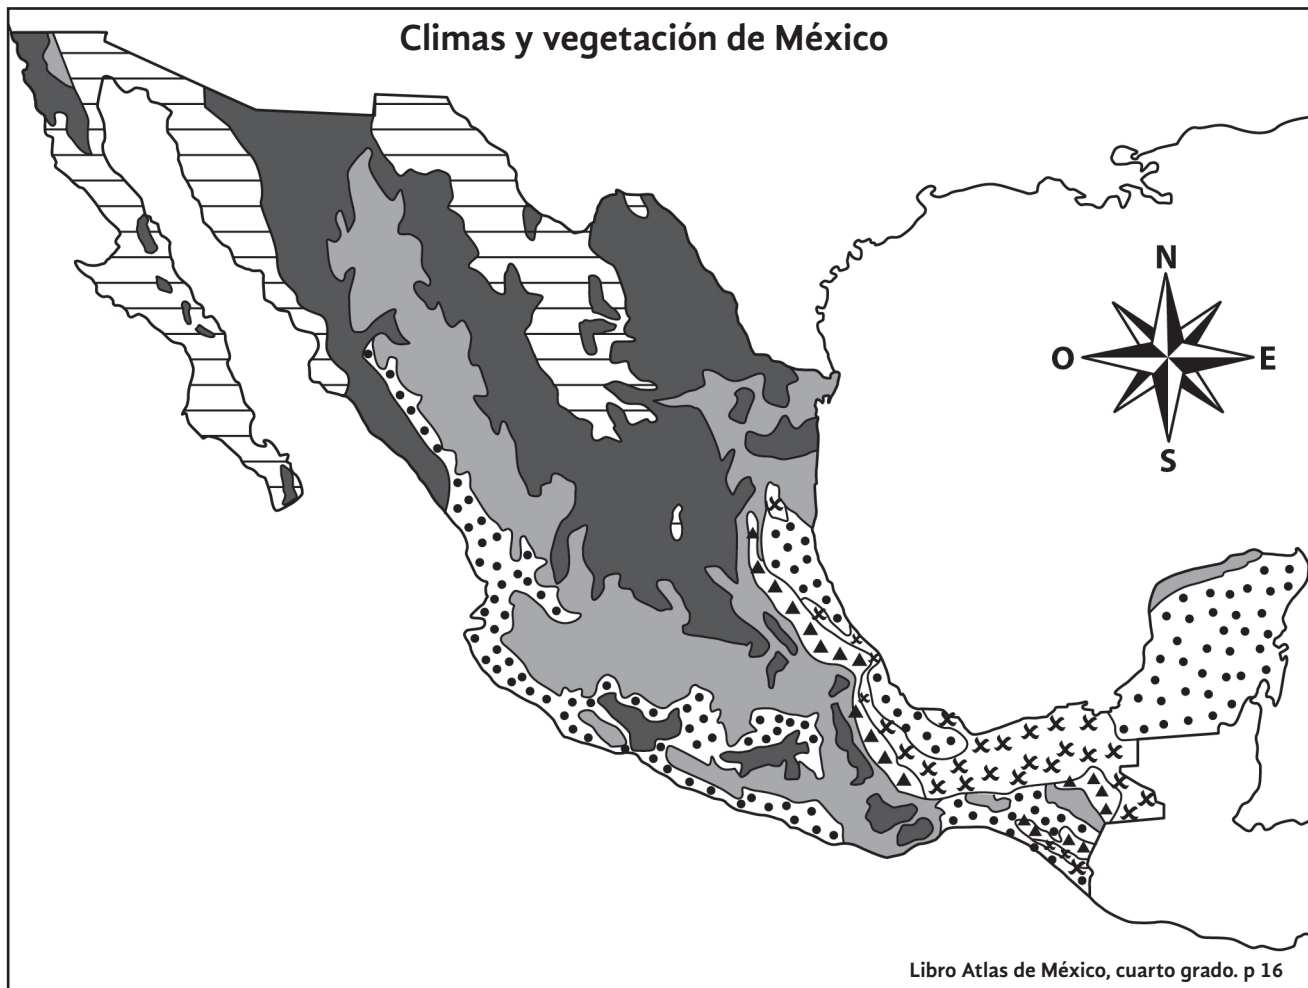 Climas y vegetación de México
N
O
E
S
Libro Atlas de México, cuarto grado. p 16